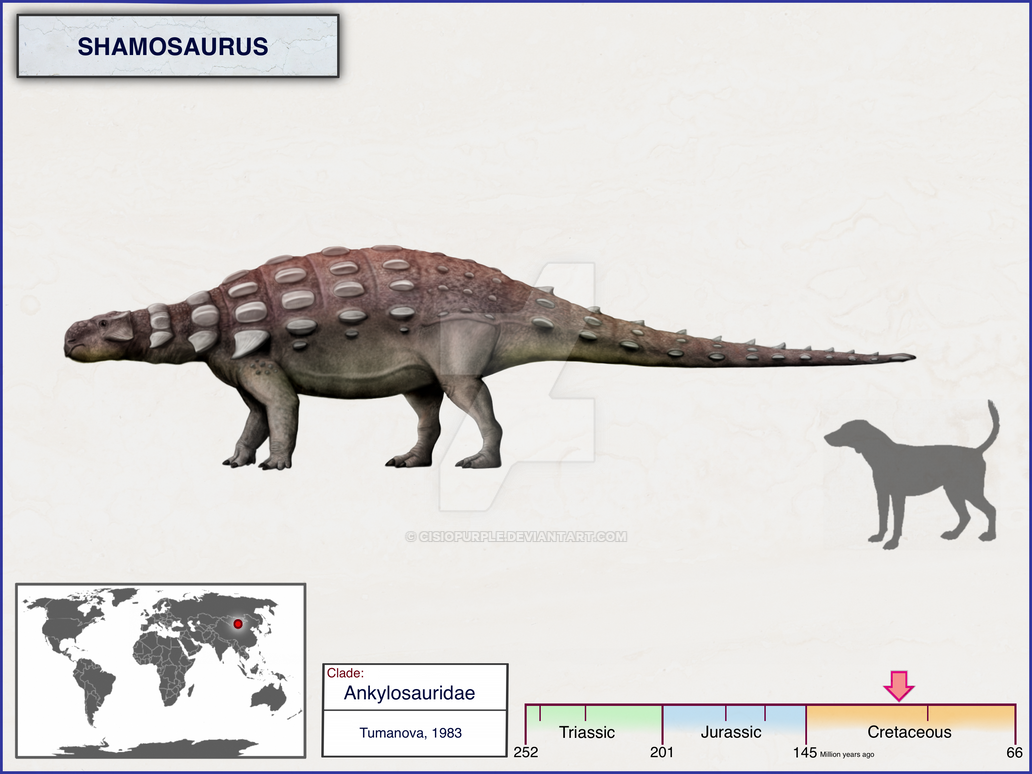 SHAMOSAURUS
© CISIOPURPLE.DEVIANTART.COM
Clade:
Ankylosauridae
Tumanova, 1983
Triassic
Jurassic
Cretaceous
252
201
145 Million years ago
66